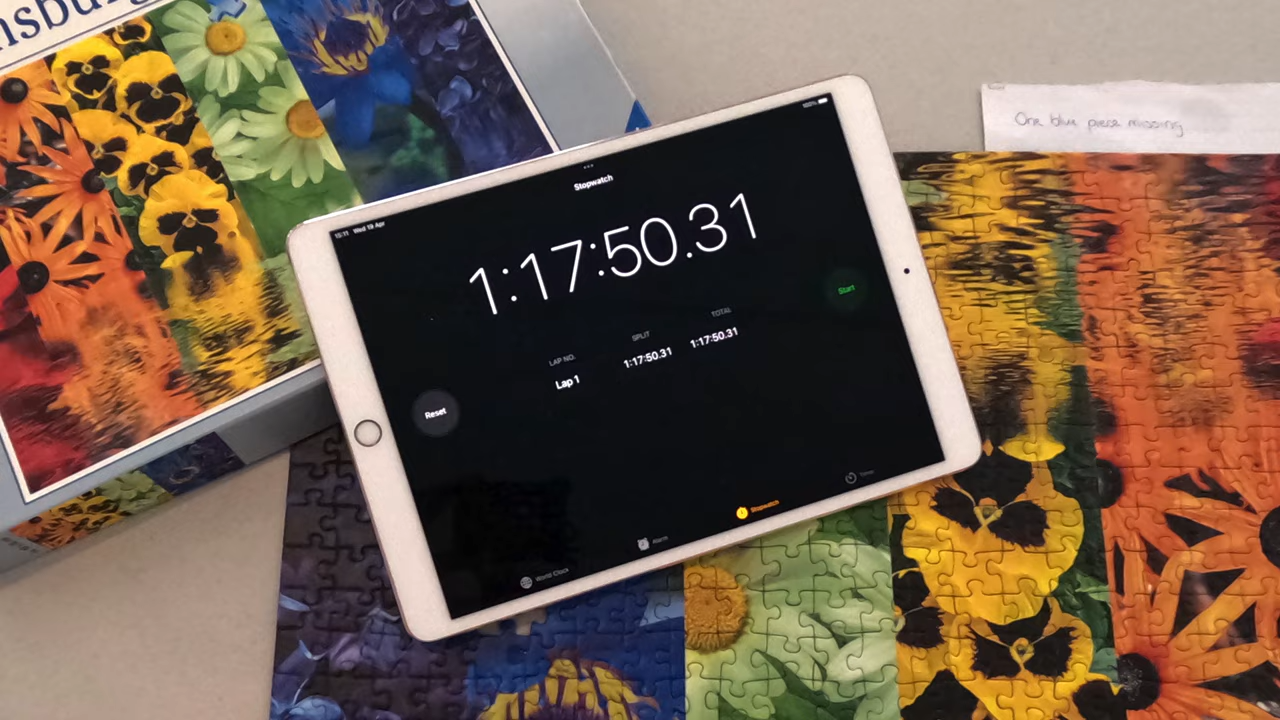 nsburg
One blue piece missing
15:11 Wed 19 Apr
100%
Stopwatch
1:17:50.31
Start
LAP NO. SPLIT TOTAL
Lap 1 1:17:50.31 1:17:50.31
Reset
World Clock
Alarm
Stopwatch
Timer